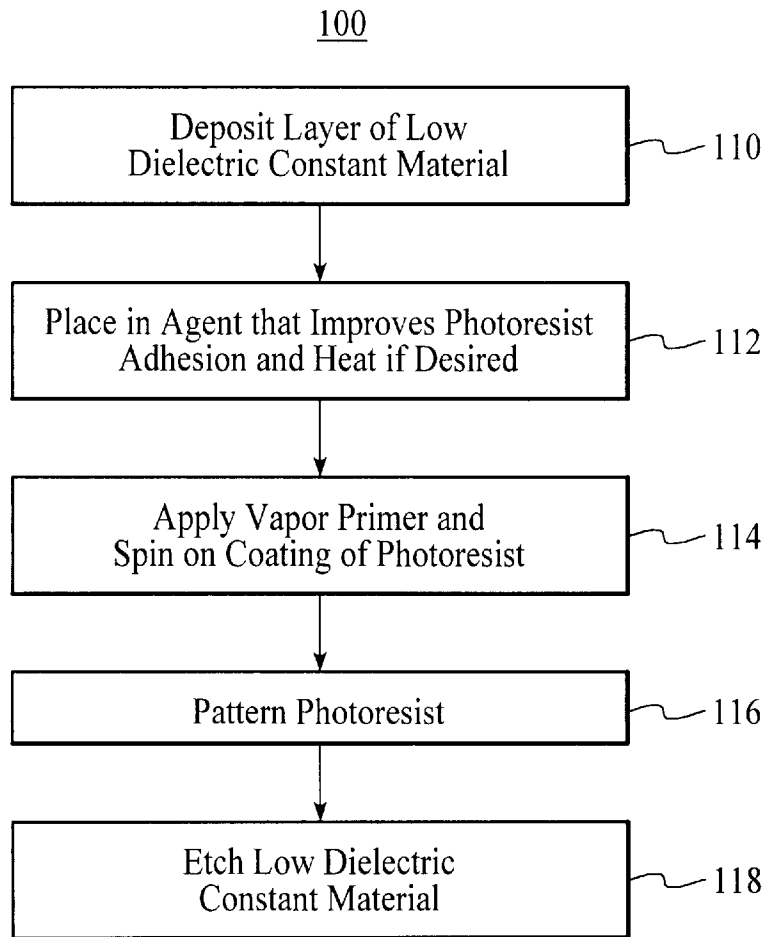 100
Deposit Layer of Low
Dielectric Constant Material
110
Place in Agent that Improves Photoresist
Adhesion and Heat if Desired
112
Apply Vapor Primer and
Spin on Coating of Photoresist
114
Pattern Photoresist
116
Etch Low Dielectric
Constant Material
118